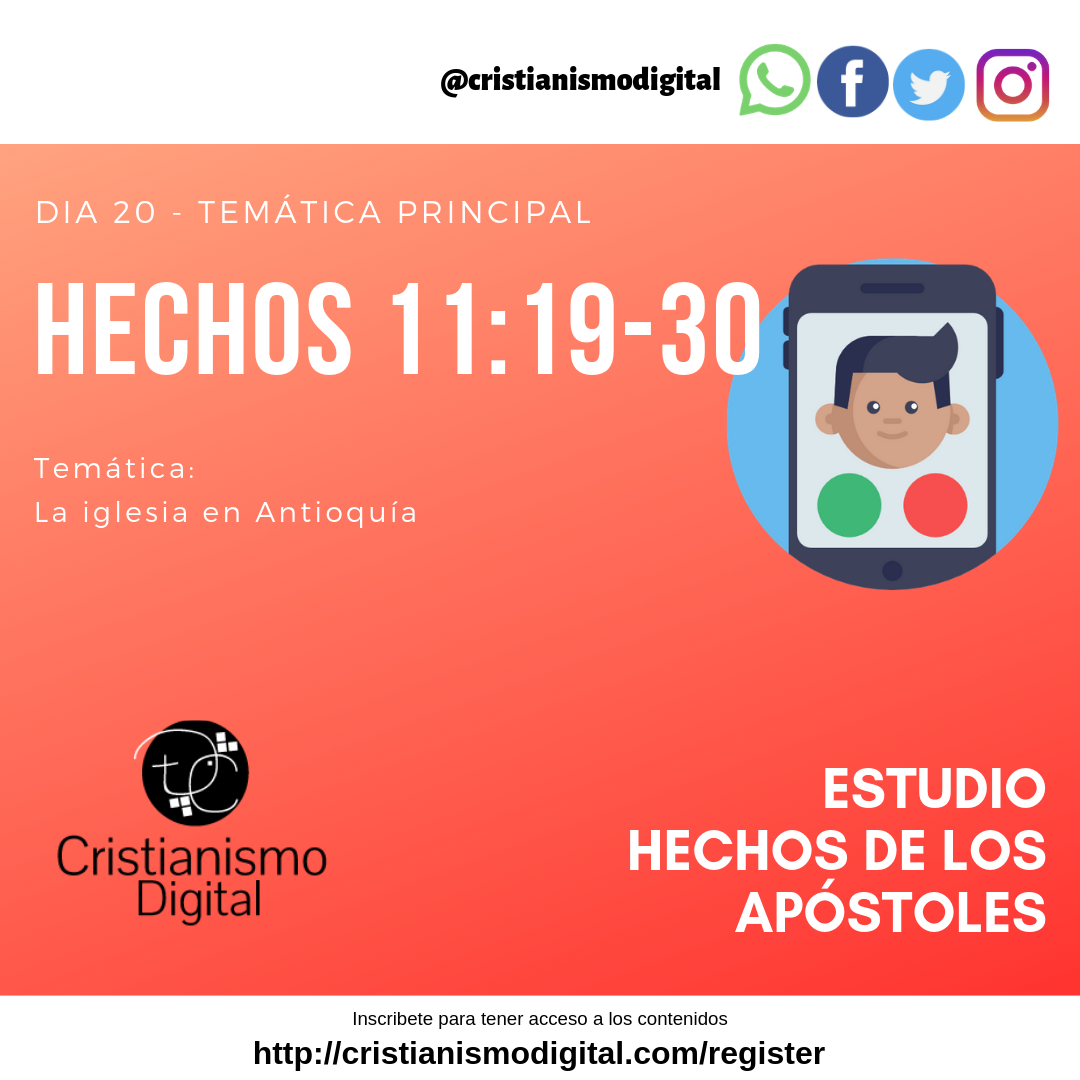 @cristianismodigital
DIA 20 - TEMÁTICA PRINCIPAL
HECHOS 11:19-30
Temática:
La iglesia en Antioquía
Cristianismo
Digital
ESTUDIO
HECHOS DE LOS
APÓSTOLES
Inscribete para tener acceso a los contenidos
http://cristianismodigital.com/register